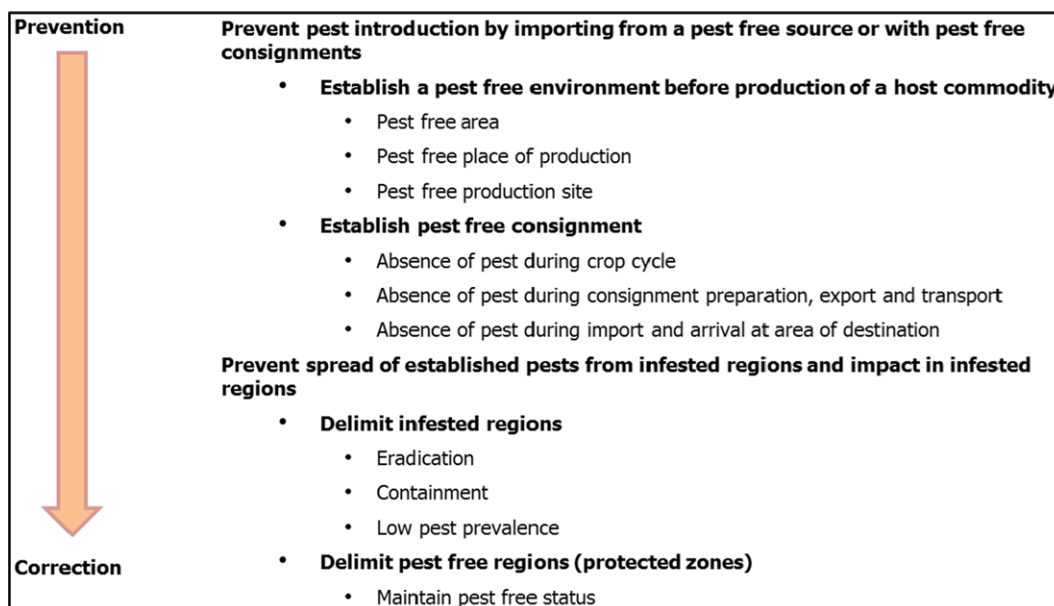 Prevention
Prevent pest introduction by importing from a pest free source or with pest free
consignments
• Establish a pest free environment before production of a host commodity
• Pest free area
• Pest free place of production
• Pest free production site
• Establish pest free consignment
• Absence of pest during crop cycle
• Absence of pest during consignment preparation, export and transport
• Absence of pest during import and arrival at area of destination
Prevent spread of established pests from infested regions and impact in infested
regions
• Delimit infested regions
• Eradication
• Containment
• Low pest prevalence
Correction
• Delimit pest free regions (protected zones)
• Maintain pest free status